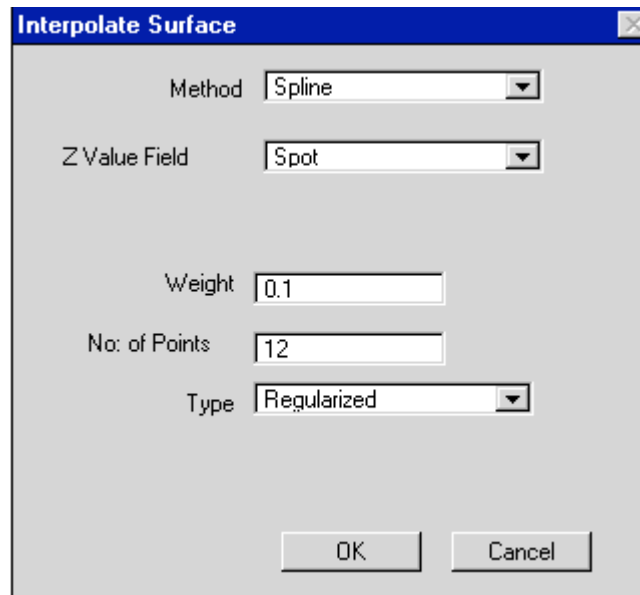 Interpolate Surface
Method Spline
Z Value Field Spot
Weight 0.1
No: of Points 12
Type Regularized
OK Cancel